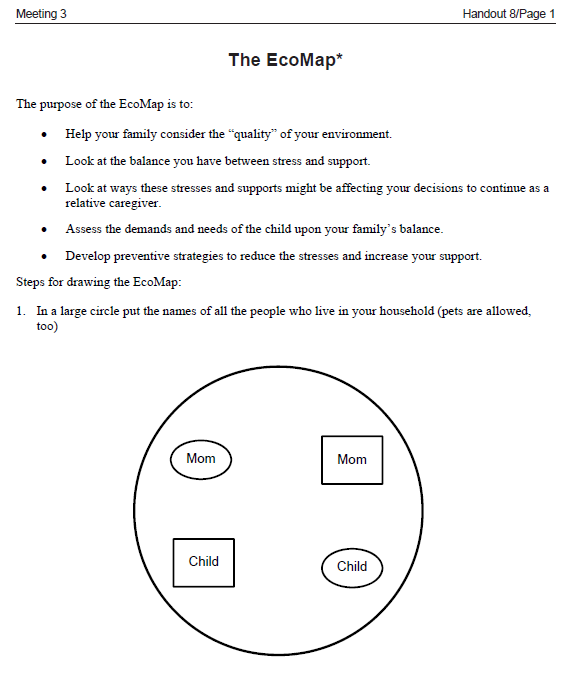 Meeting 3 Handout 8/Page 1
The EcoMap*
The purpose of the EcoMap is to:
• Help your family consider the “quality” of your environment.
• Look at the balance you have between stress and support.
• Look at ways these stresses and supports might be affecting your decisions to continue as a
relative caregiver.
• Assess the demands and needs of the child upon your family’s balance.
• Develop preventive strategies to reduce the stresses and increase your support.
Steps for drawing the EcoMap:
1. In a large circle put the names of all the people who live in your household (pets are allowed,
too)
Mom Mom
Child Child